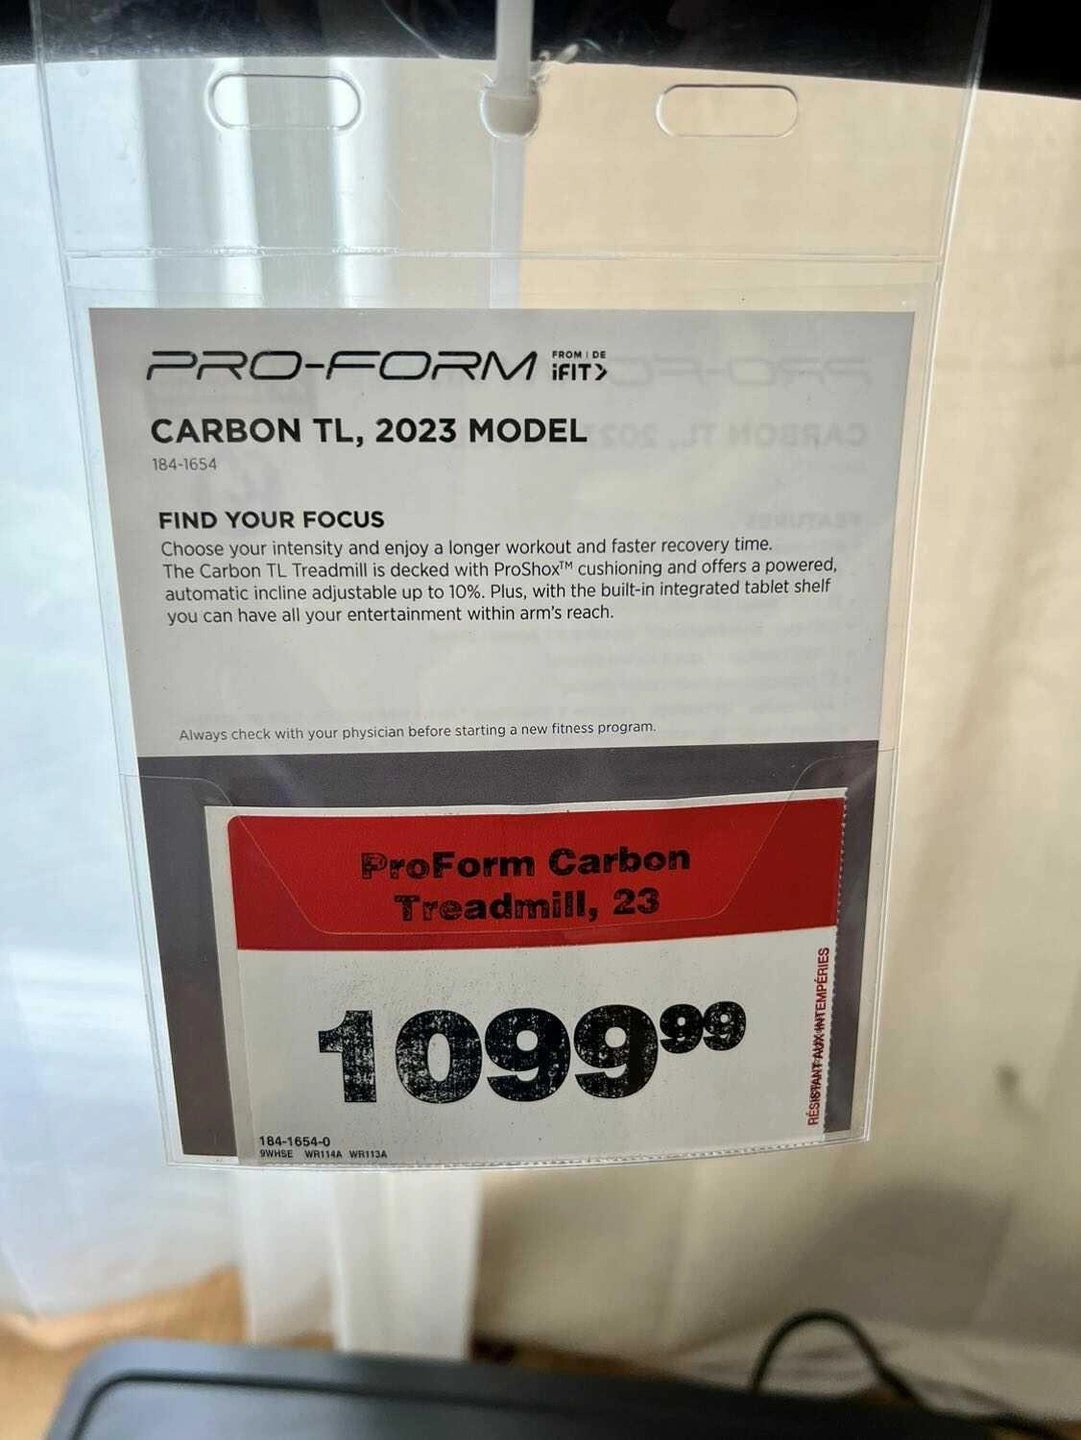 PRO-FORM FROM | DE
iFIT
CARBON TL, 2023 MODEL
184-1654
FIND YOUR FOCUS
Choose your intensity and enjoy a longer workout and faster recovery time.
The Carbon TL Treadmill is decked with ProShox™ cushioning and offers a powered,
automatic incline adjustable up to 10%. Plus, with the built-in integrated tablet shelf
you can have all your entertainment within arm's reach.
Always check with your physician before starting a new fitness program.
ProForm Carbon
Treadmill, 23
1099 99
RÉSISTANT AUX INTEMPÉRIES
184-1654-0
9WHSE WR114A WR113A